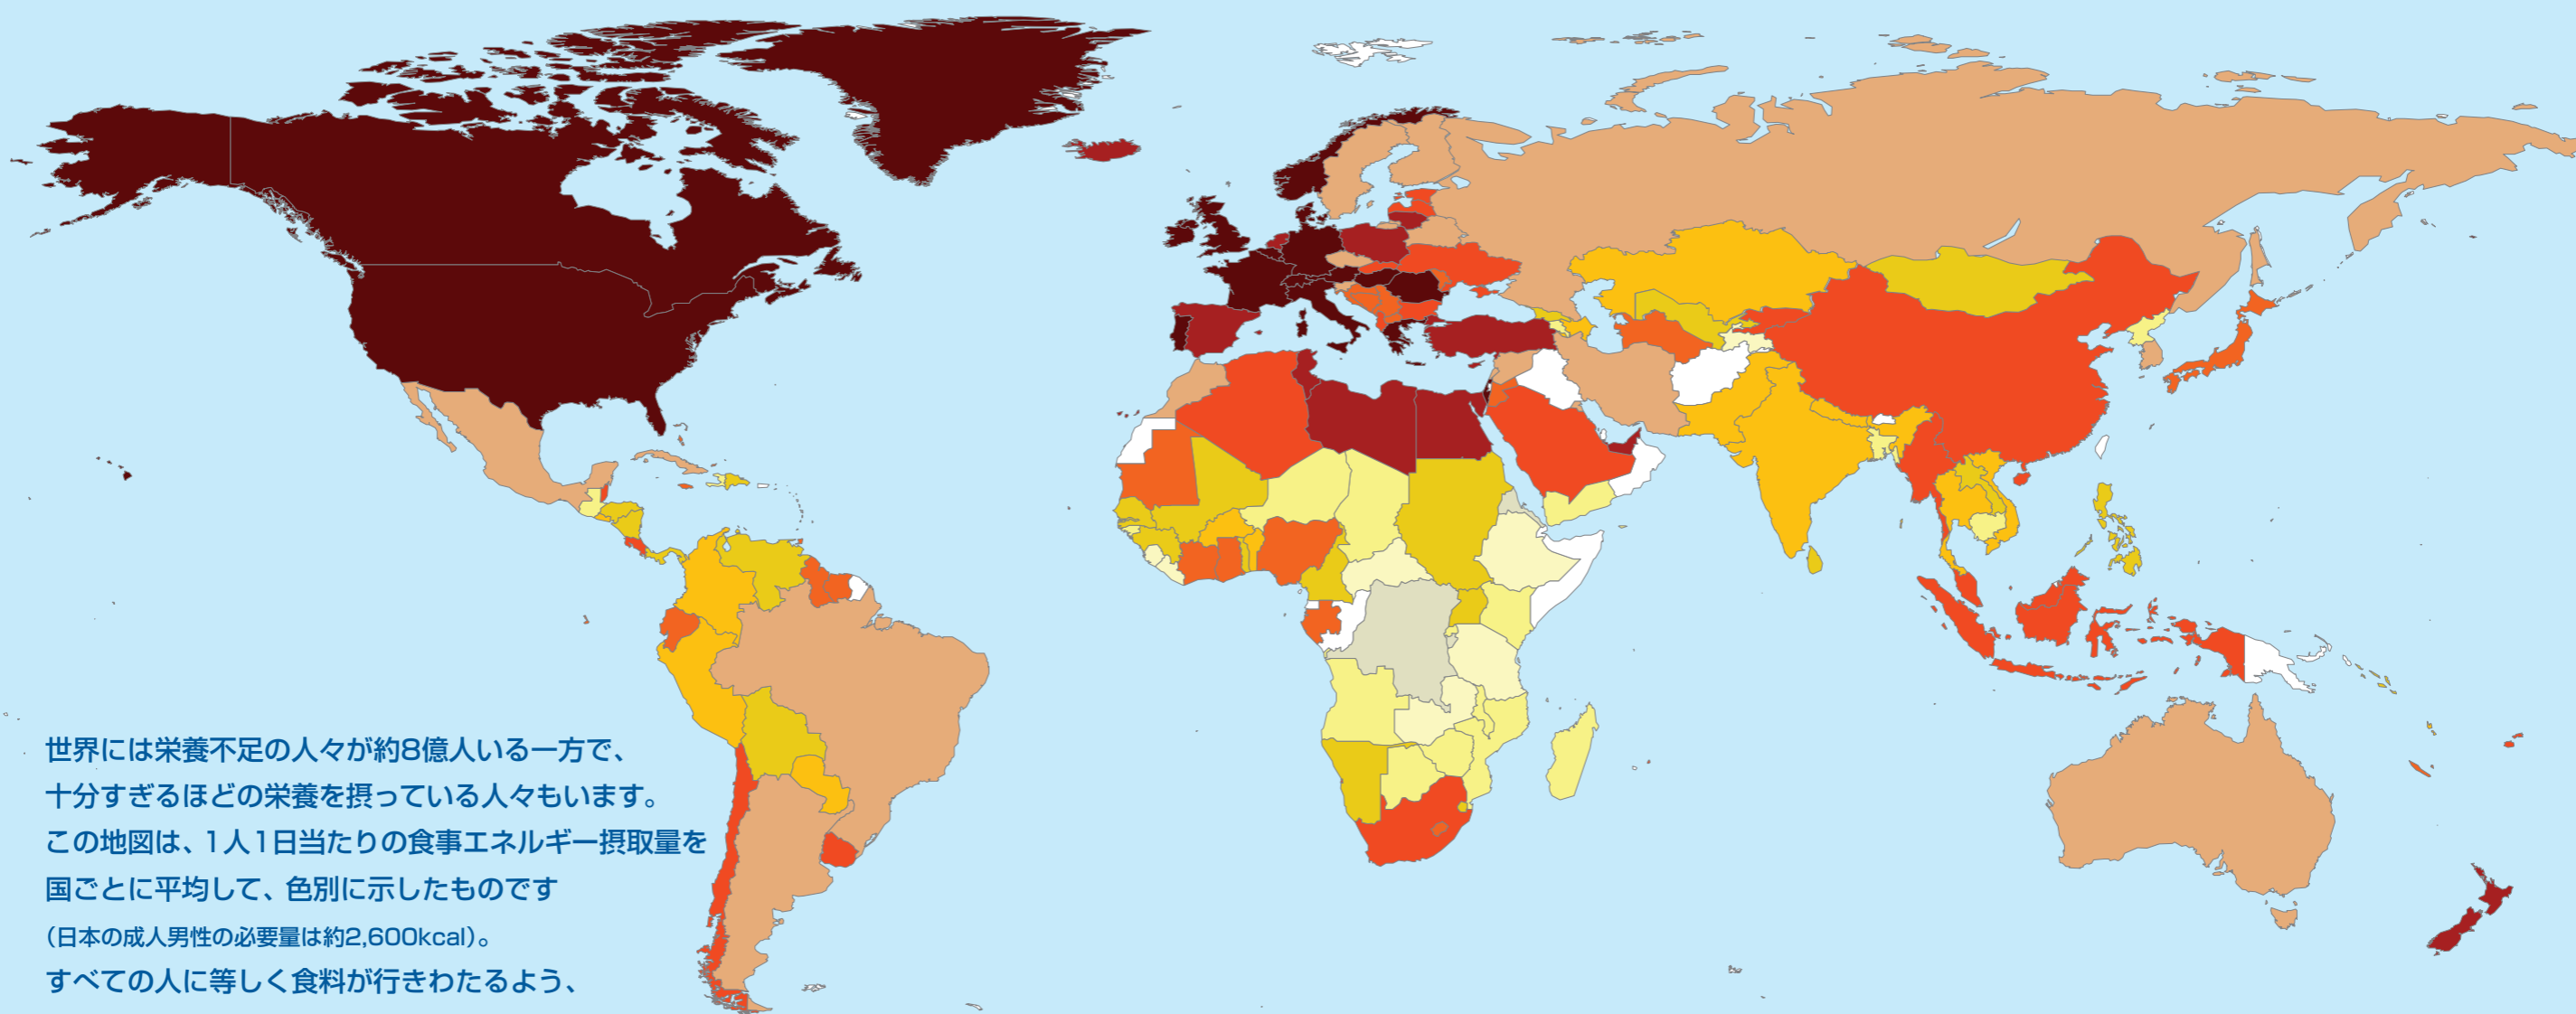 世界には栄養不足の人々が約8億人いる一方で、
十分すぎるほどの栄養を摂っている人々もいます。
この地図は、1人1日当たりの食事エネルギー摂取量を
国ごとに平均して、色別に示したものです
（日本の成人男性の必要量は約2,600kcal）。
すべての人に等しく食料が行きわたるよう、